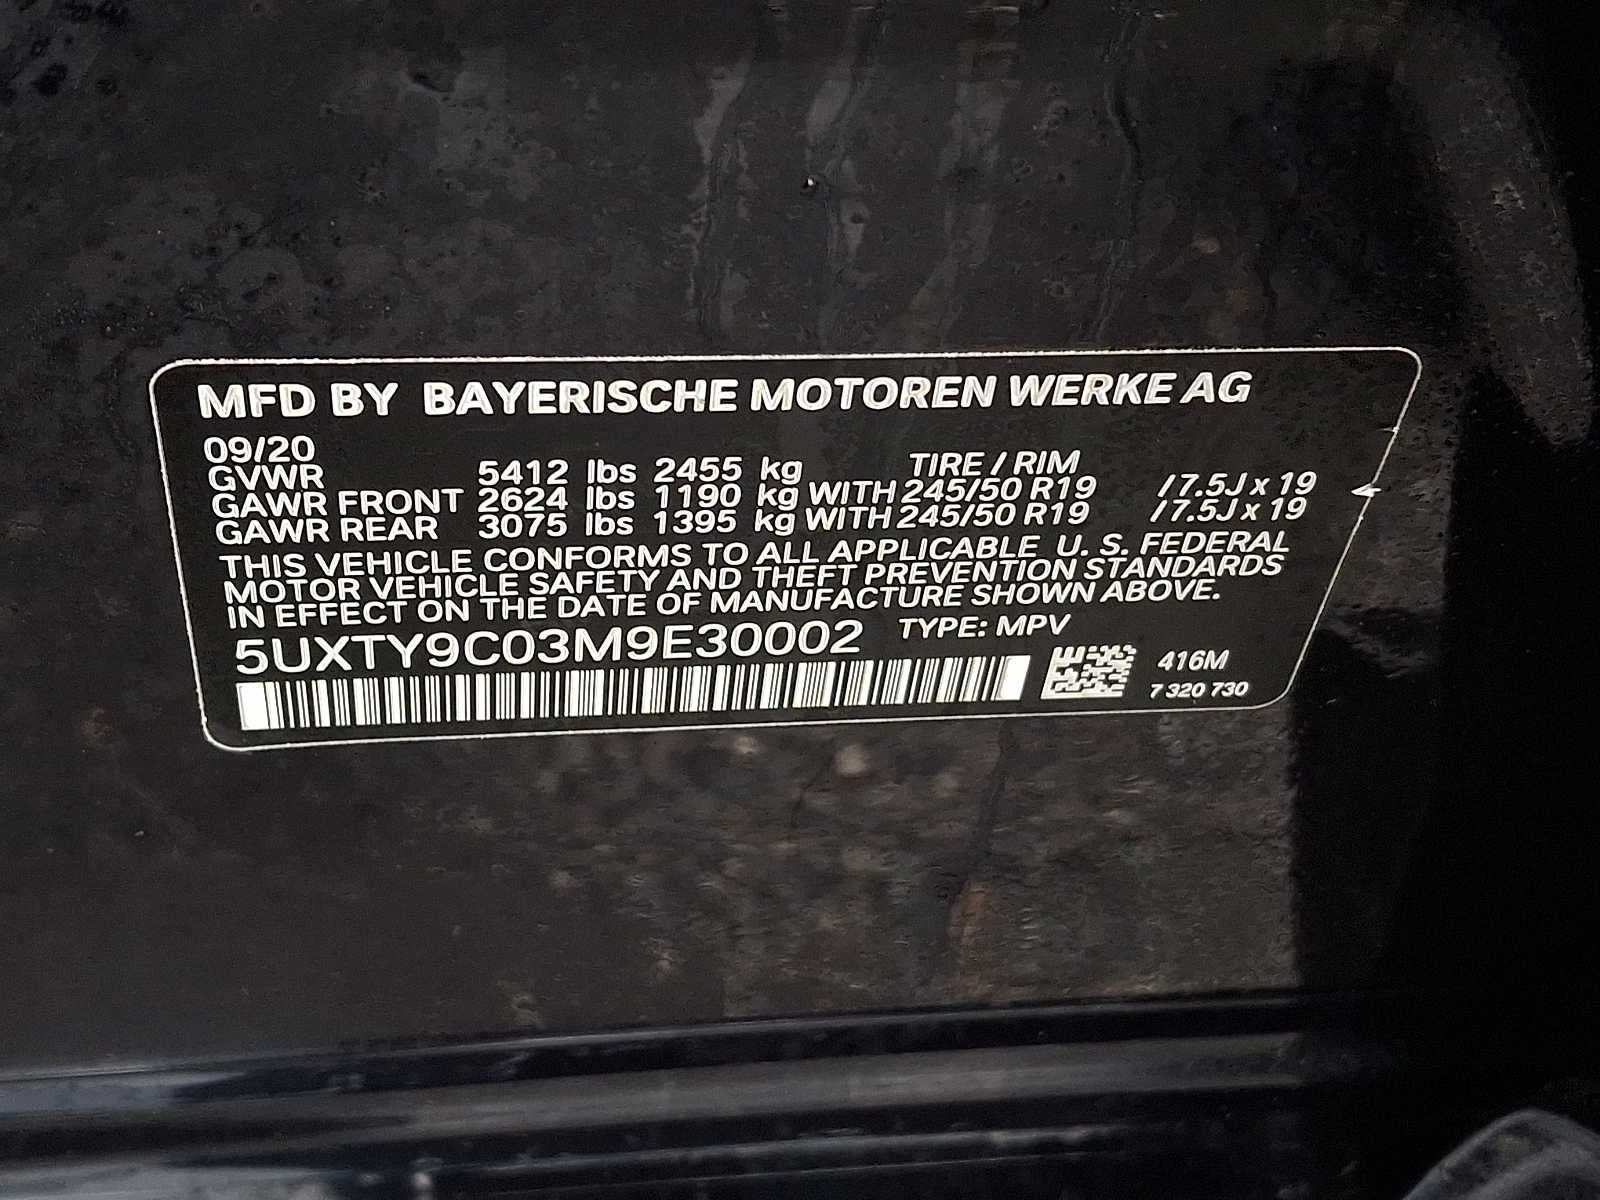 MFD BY BAYERISCHE MOTOREN WERKE AG
09/20 TIRE / RIM
GVWR 5412 lbs 2455 kg
GAWR FRONT 2624 lbs 1190 kg WITH 245/50 R19 / 7.5J x 19
GAWR REAR 3075 lbs 1395 kg WITH 245/50 R19 / 7.5J x 19
THIS VEHICLE CONFORMS TO ALL APPLICABLE U. S. FEDERAL
MOTOR VEHICLE SAFETY AND THEFT PREVENTION STANDARDS
IN EFFECT ON THE DATE OF MANUFACTURE SHOWN ABOVE.
5UXTY9C03M9E30002 TYPE: MPV
416M
7 320 730